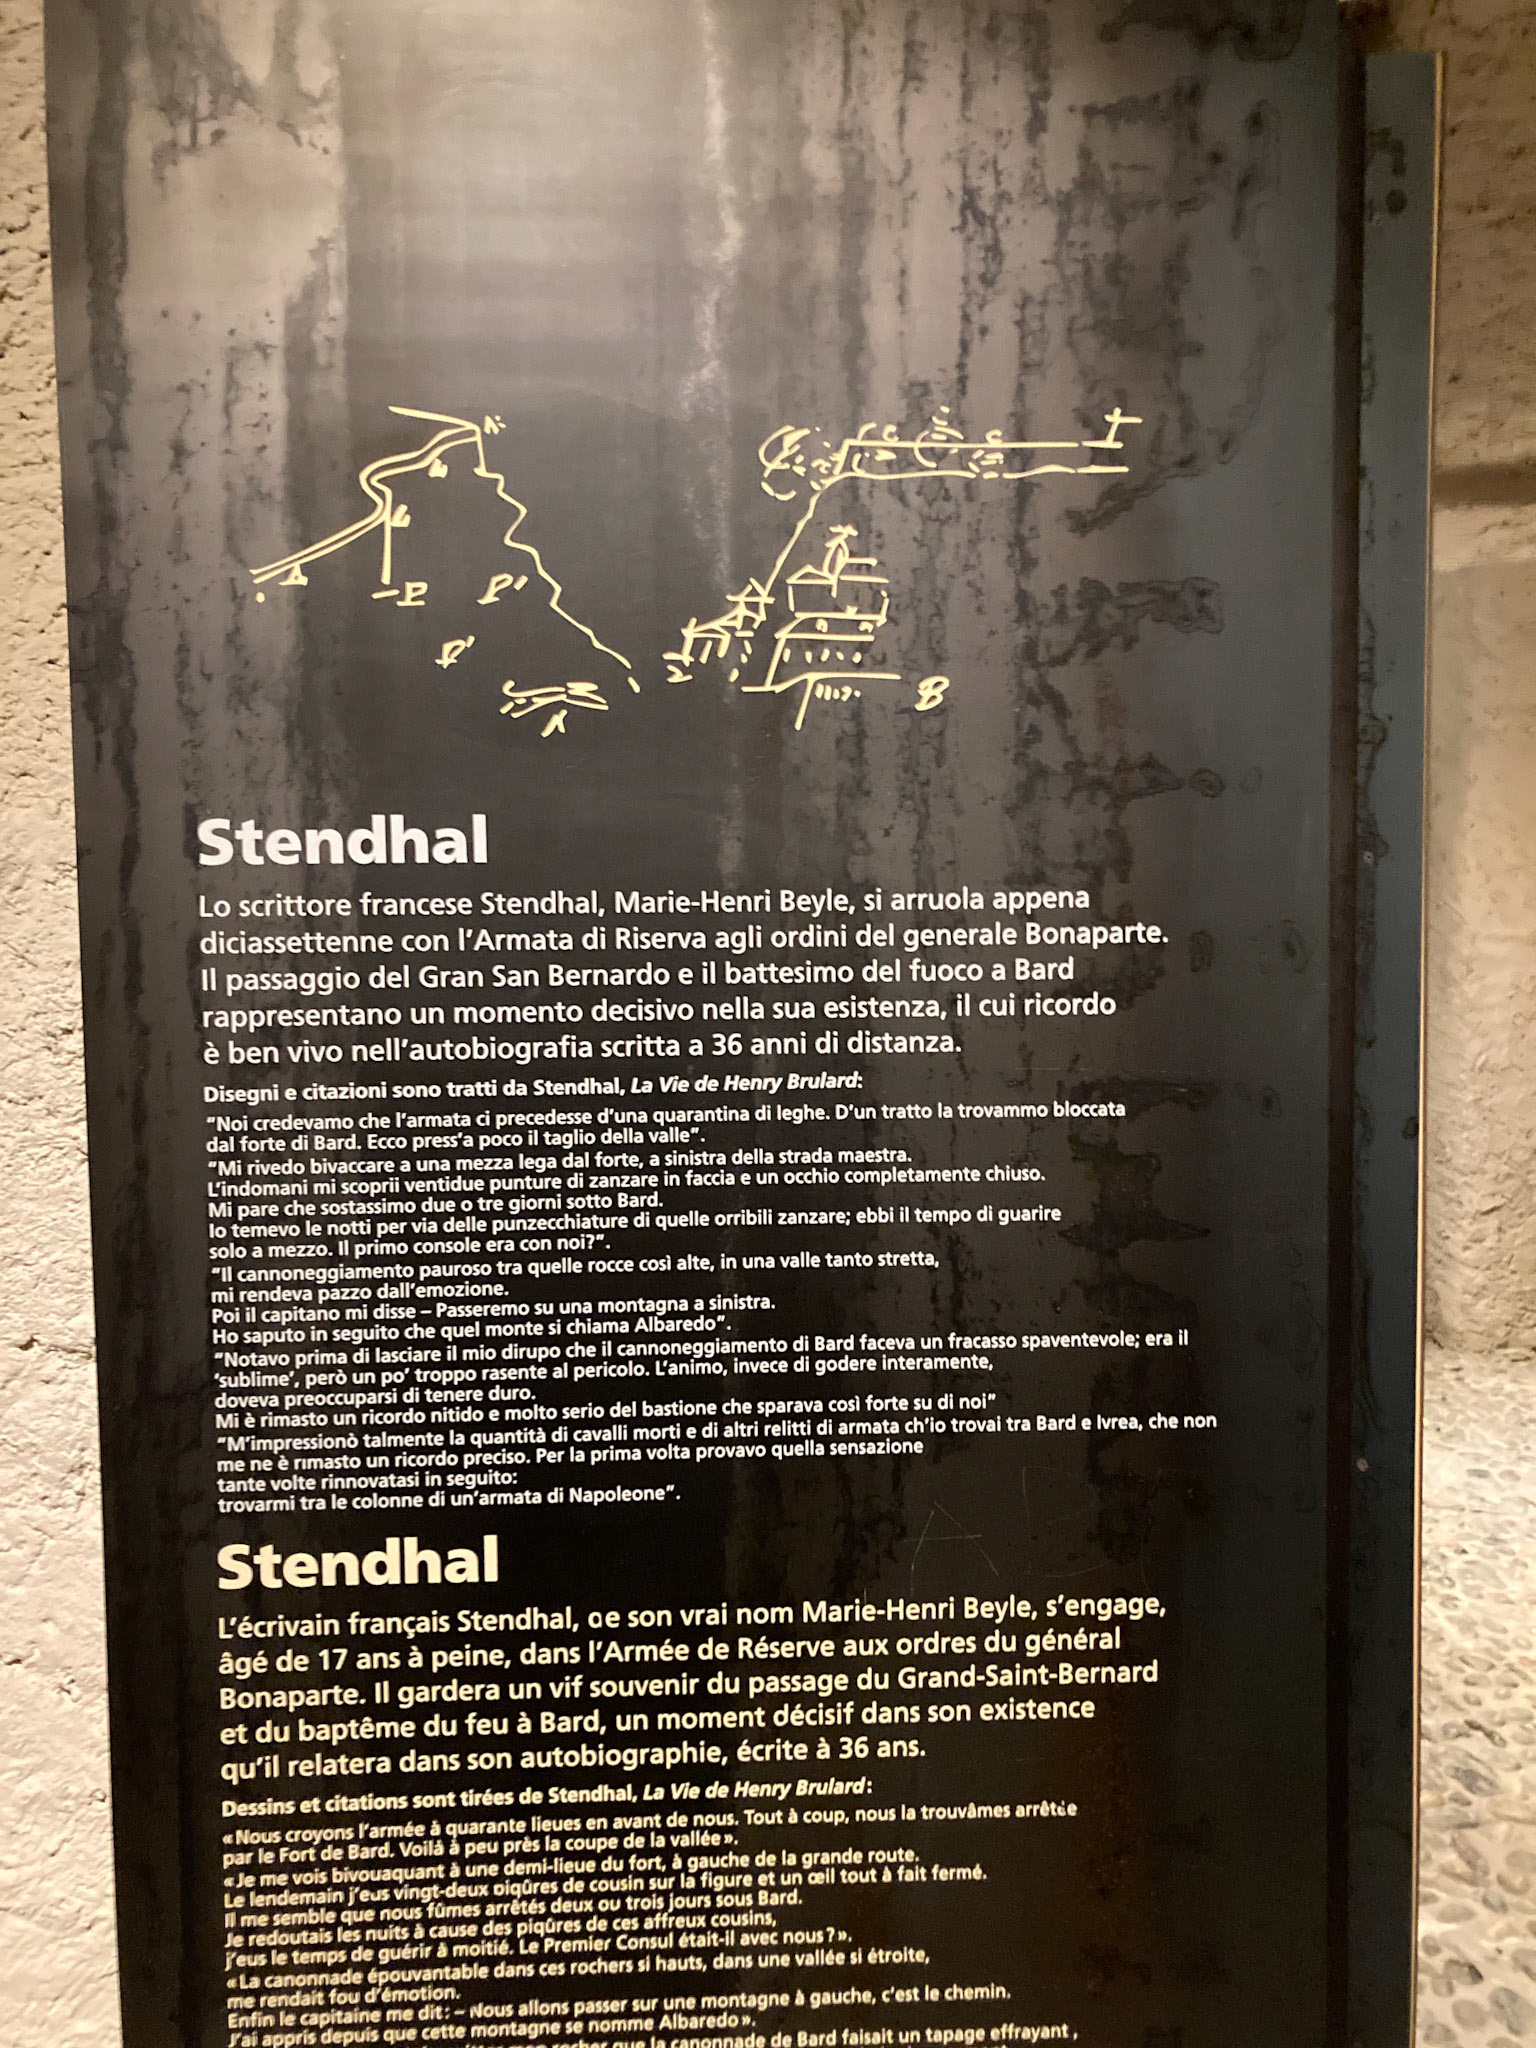 Stendhal
Lo scrittore francese Stendhal, Marie-Henri Beyle, si arruola appena
diciassettenne con l'Armata di Riserva agli ordini del generale Bonaparte.
Il passaggio del Gran San Bernardo e il battesimo del fuoco a Bard
rappresentano un momento decisivo nella sua esistenza, il cui ricordo
è ben vivo nell'autobiografia scritta a 36 anni di distanza.
Disegni e citazioni sono tratti da Stendhal, La Vie de Henry Brulard:
"Noi credevamo che l'armata ci precedesse d'una quarantina di leghe. D'un tratto la trovammo bloccata
dal forte di Bard. Ecco press'a poco il taglio della valle".
"Mi rivedo bivaccare a una mezza lega dal forte, a sinistra della strada maestra.
L'indomani mi scoprii ventidue punture di zanzare in faccia e un occhio completamente chiuso.
Mi pare che sostassimo due o tre giorni sotto Bard.
Io temevo le notti per via delle punzecchiature di quelle orribili zanzare; ebbi il tempo di guarire
solo a mezzo. Il primo console era con noi?".
"Il cannoneggiamento pauroso tra quelle rocce così alte, in una valle tanto stretta,
mi rendeva pazzo dall'emozione.
Poi il capitano mi disse – Passeremo su una montagna a sinistra.
Ho saputo in seguito che quel monte si chiama Albaredo".
"Notavo prima di lasciare il mio dirupo che il cannoneggiamento di Bard faceva un fracasso spaventevole; era il
'sublime', però un po' troppo rasente al pericolo. L'animo, invece di godere interamente,
doveva preoccuparsi di tenere duro.
Mi è rimasto un ricordo nitido e molto serio del bastione che sparava così forte su di noi"
"M'impressionò talmente la quantità di cavalli morti e di altri relitti di armata ch'io trovai tra Bard e Ivrea, che non
me ne è rimasto un ricordo preciso. Per la prima volta provavo quella sensazione
tante volte rinnovatasi in seguito:
trovarmi tra le colonne di un'armata di Napoleone".
Stendhal
L'écrivain français Stendhal, de son vrai nom Marie-Henri Beyle, s'engage,
âgé de 17 ans à peine, dans l'Armée de Réserve aux ordres du général
Bonaparte. Il gardera un vif souvenir du passage du Grand-Saint-Bernard
et du baptême du feu à Bard, un moment décisif dans son existence
qu'il relatera dans son autobiographie, écrite à 36 ans.
Dessins et citations sont tirées de Stendhal, La Vie de Henry Brulard:
« Nous croyons l'armée à quarante lieues en avant de nous. Tout à coup, nous la trouvâmes arrêtée
par le Fort de Bard. Voilà à peu près la coupe de la vallée ».
« Je me vois bivouaquant à une demi-lieue du fort, à gauche de la grande route.
Le lendemain j'eus vingt-deux piqûres de cousin sur la figure et un œil tout à fait fermé.
Il me semble que nous fûmes arrêtés deux ou trois jours sous Bard.
Je redoutais les nuits à cause des piqûres de ces affreux cousins,
j'eus le temps de guérir à moitié. Le Premier Consul était-il avec nous ? ».
« La canonnade épouvantable dans ces rochers si hauts, dans une vallée si étroite,
me rendait fou d'émotion.
Enfin le capitaine me dit : – Nous allons passer sur une montagne à gauche, c'est le chemin.
J'ai appris depuis que cette montagne se nomme Albaredo ».
rocher que la canonnade de Bard faisait un tapage effrayant ,